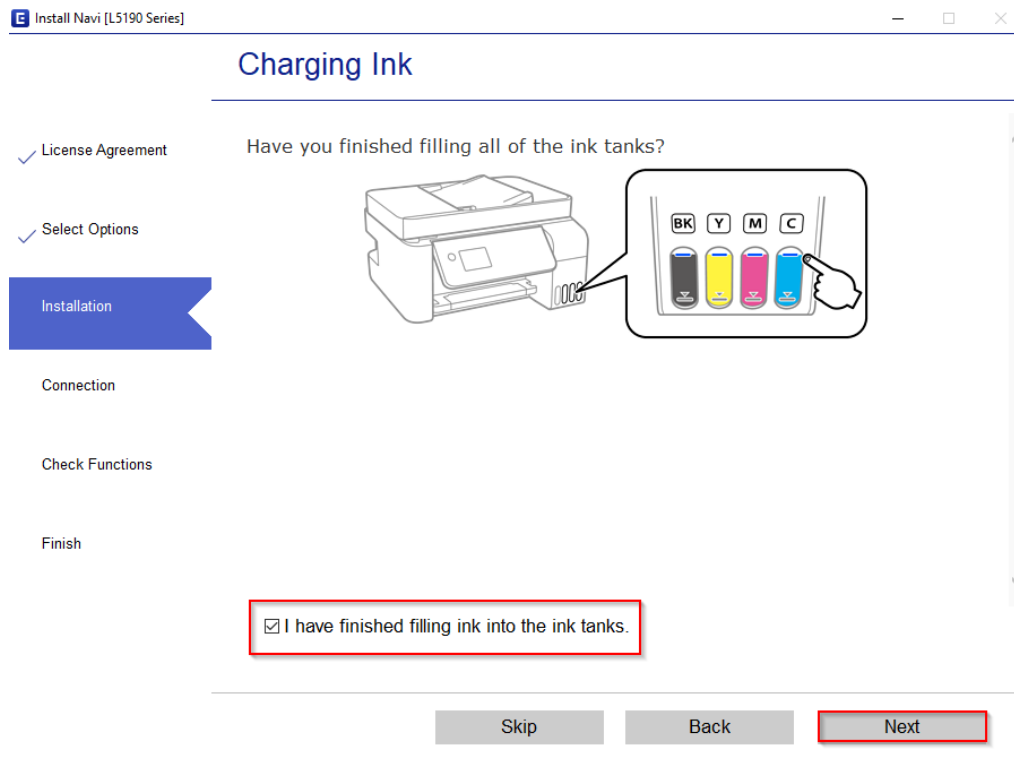 E Install Navi [L5190 Series]
Charging Ink
License Agreement
Select Options
Installation
Connection
Check Functions
Finish
Have you finished filling all of the ink tanks?
BK Y M C
I have finished filling ink into the ink tanks.
Skip Back Next